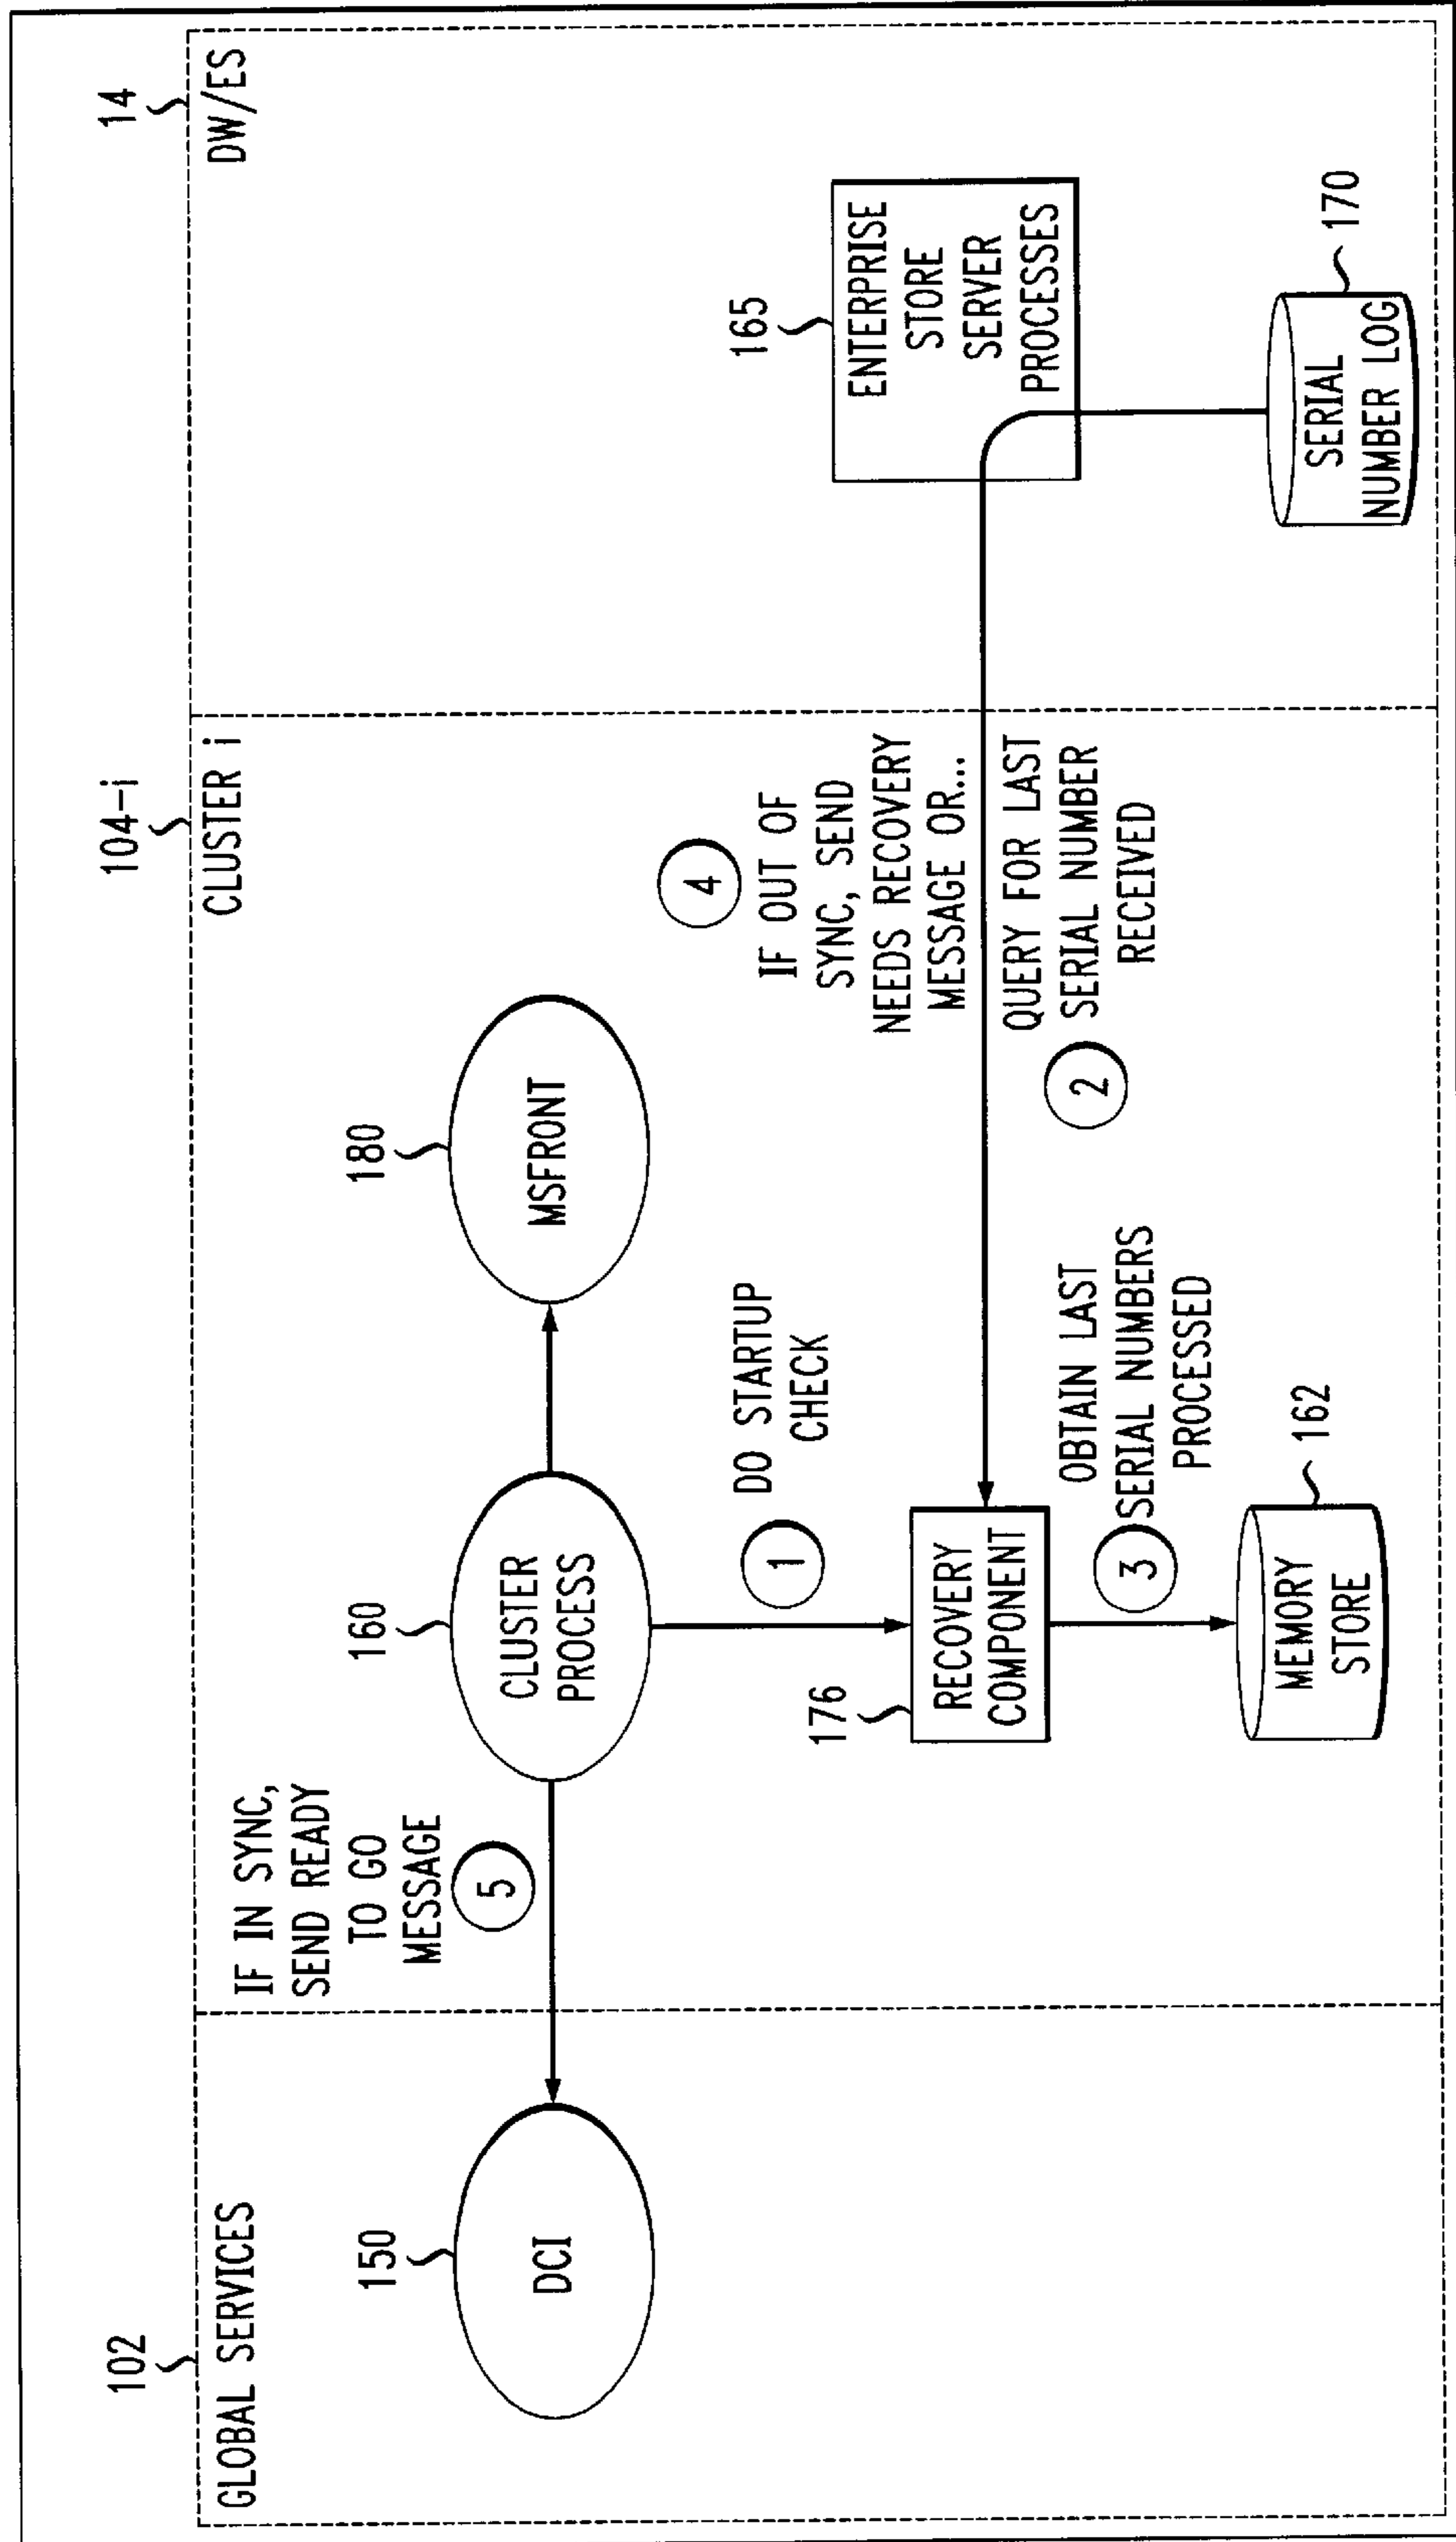 102
GLOBAL SERVICES
150
DCI
104-i
CLUSTER i
IF IN SYNC,
SEND READY
TO GO
MESSAGE
5
160
CLUSTER
PROCESS
180
MSFRONT
1
DO STARTUP
CHECK
176
RECOVERY
COMPONENT
3
OBTAIN LAST
SERIAL NUMBERS
PROCESSED
162
MEMORY
STORE
4
IF OUT OF
SYNC, SEND
NEEDS RECOVERY
MESSAGE OR...
QUERY FOR LAST
SERIAL NUMBER
RECEIVED
2
14
DW/ES
165
ENTERPRISE
STORE
SERVER
PROCESSES
170
SERIAL
NUMBER LOG